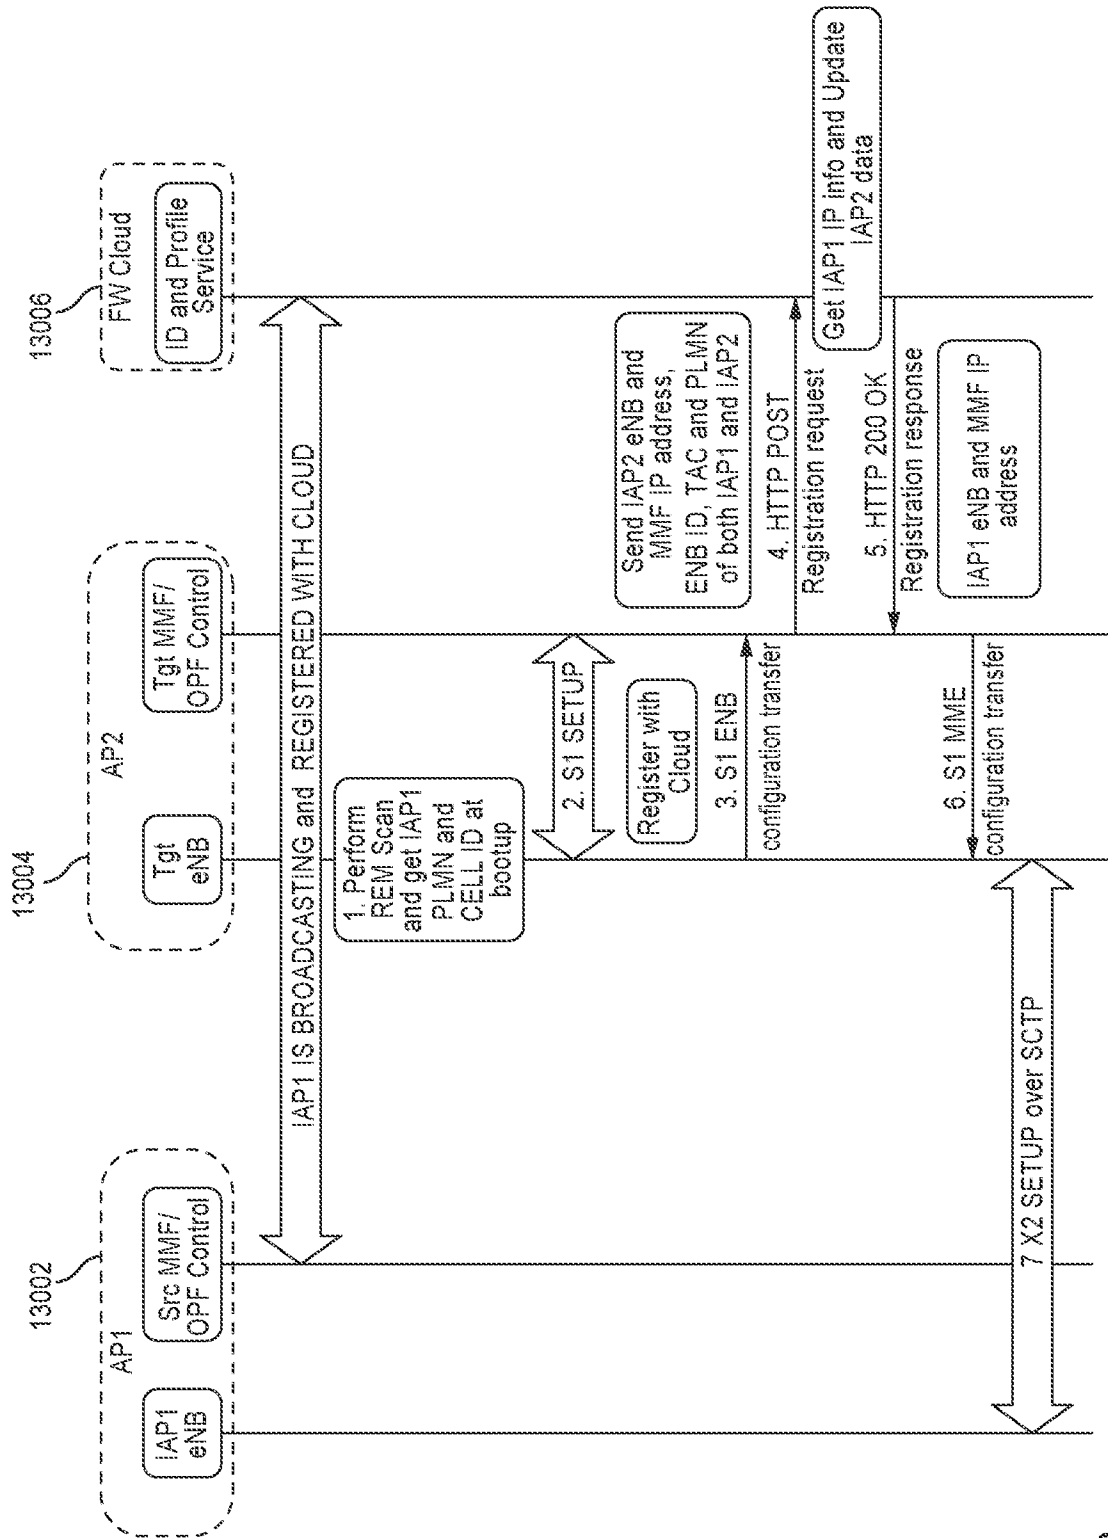 13002
13004
13006
AP1
IAP1
eNB
Src MMF/
OPF Control
AP2
Tgt
eNB
Tgt MMF/
OPF Control
FW Cloud
ID and Profile
Service
IAP1 IS BROADCASTING and REGISTERED WITH CLOUD
1. Perform
REM Scan
and get IAP1
PLMN and
CELL ID at
bootup
2. S1 SETUP
Register with
Cloud
3. S1 ENB
configuration transfer
Send IAP2 eNB and
MMF IP address,
ENB ID, TAC and PLMN
of both IAP1 and IAP2
4. HTTP POST
Registration request
Get IAP1 IP info and Update
IAP2 data
5. HTTP 200 OK
Registration response
IAP1 eNB and MMF IP
address
6. S1 MME
configuration transfer
7 X2 SETUP over SCTP